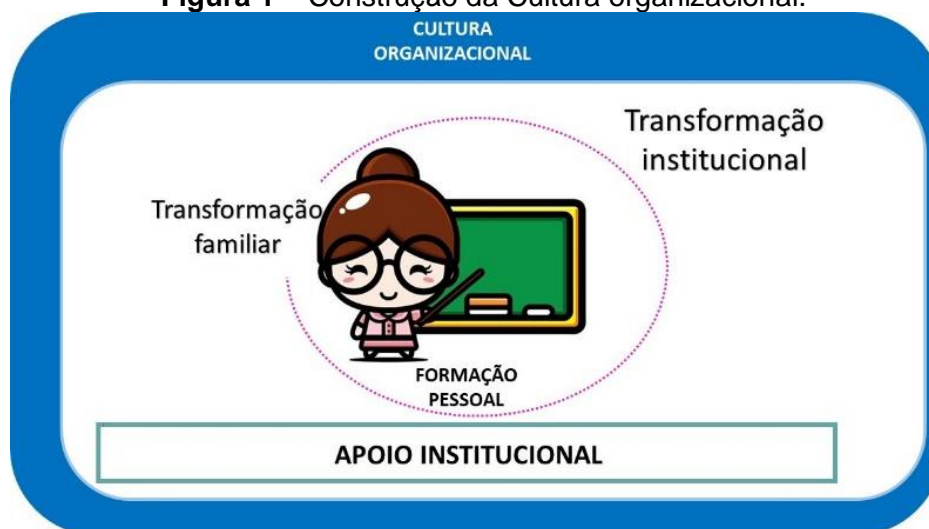 Figura 1 – Construção da Cultura organizacional.
CULTURA
ORGANIZACIONAL
Transformação
institucional
Transformação
familiar
FORMAÇÃO
PESSOAL
APOIO INSTITUCIONAL